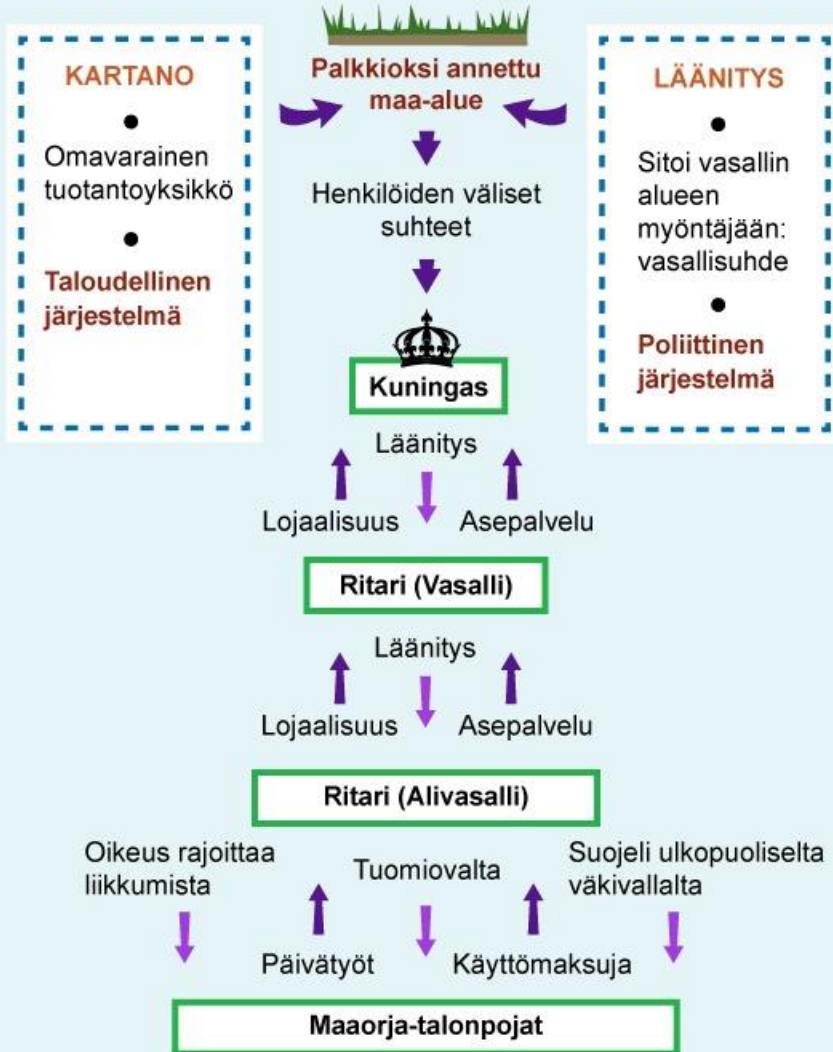 KARTANO
Omavarainen
tuotantoyksikkö
Taloudellinen
järjestelmä
Palkkioksi annettu
maa-alue
Henkilöiden väliset
suhteet
LÄÄNITYS
Sitoi vasallin
alueen
myöntäjään:
vasallisuhde
Poliittinen
järjestelmä
Kuningas
Läänitys
Lojaalisuus
Asepalvelu
Ritari (Vasalli)
Läänitys
Lojaalisuus
Asepalvelu
Ritari (Alivasalli)
Oikeus rajoittaa
liikkumista
Tuomiovalta
Suojeli ulkopuoliselta
väkivallalta
Päivätyöt
Käyttömaksuja
Maaorja-talonpojat